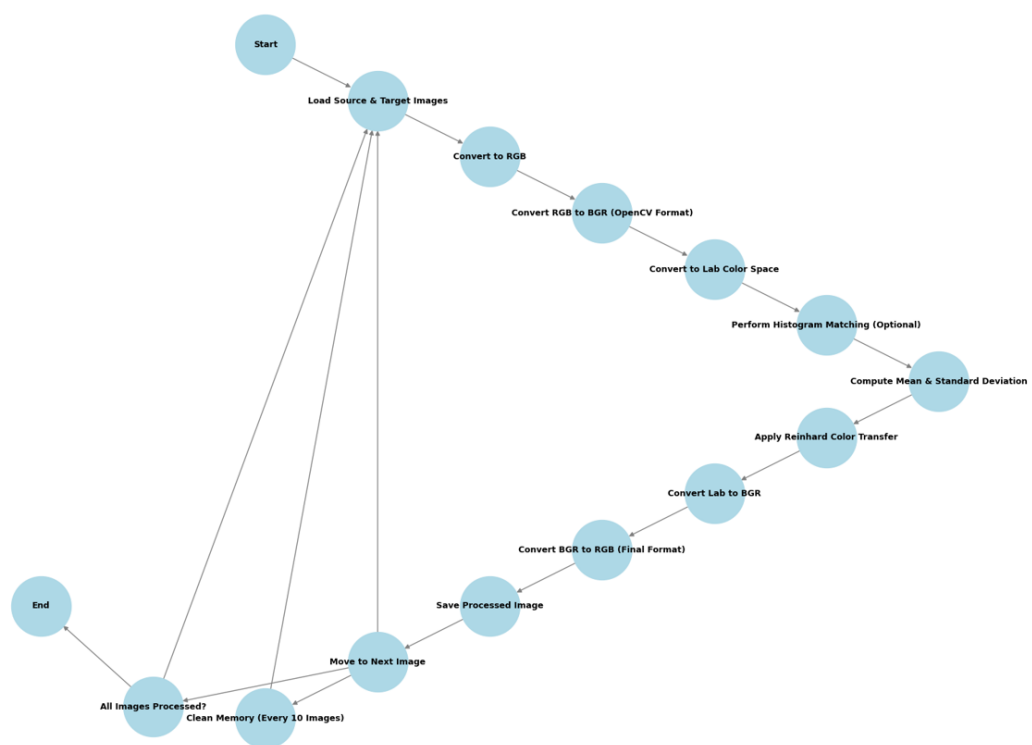 Start
Load Source & Target Images
Convert to RGB
Convert RGB to BGR (OpenCV Format)
Convert to Lab Color Space
Perform Histogram Matching (Optional)
Compute Mean & Standard Deviation
Apply Reinhard Color Transfer
Convert Lab to BGR
Convert BGR to RGB (Final Format)
Save Processed Image
Move to Next Image
Clean Memory (Every 10 Images)
All Images Processed?
End